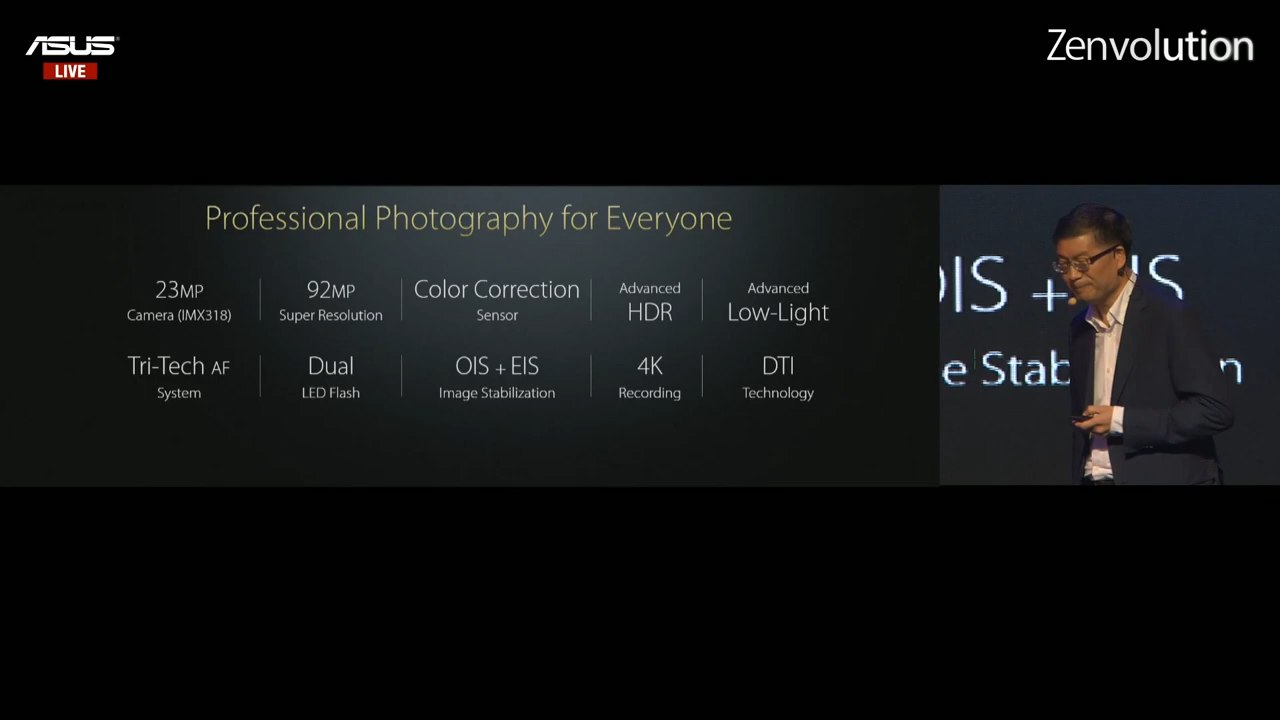 ASUS
LIVE
Zenvolution
Professional Photography for Everyone
23MP
Camera (IMX318)
92MP
Super Resolution
Color Correction
Sensor
Advanced
HDR
Advanced
Low-Light
Tri-Tech AF
System
Dual
LED Flash
OIS + EIS
Image Stabilization
4K
Recording
DTI
Technology